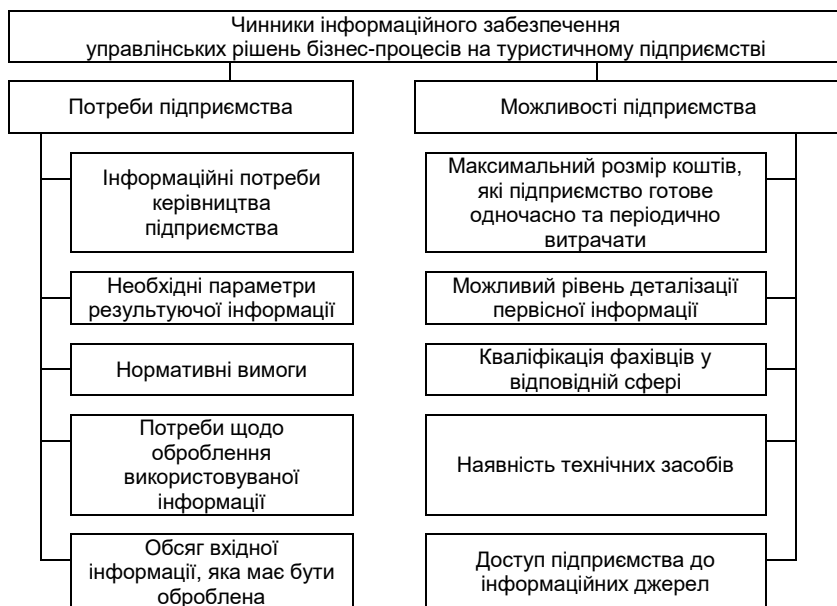 Чинники інформаційного забезпечення
управлінських рішень бізнес-процесів на туристичному підприємстві
Потреби підприємства
Можливості підприємства
Інформаційні потреби
керівництва
підприємства
Максимальний розмір коштів,
які підприємство готове
одночасно та періодично
витрачати
Необхідні параметри
результуючої інформації
Можливий рівень деталізації
первісної інформації
Нормативні вимоги
Кваліфікація фахівців у
відповідній сфері
Потреби щодо
оброблення
використовуваної
інформації
Наявність технічних засобів
Обсяг вхідної
інформації, яка має бути
оброблена
Доступ підприємства до
інформаційних джерел